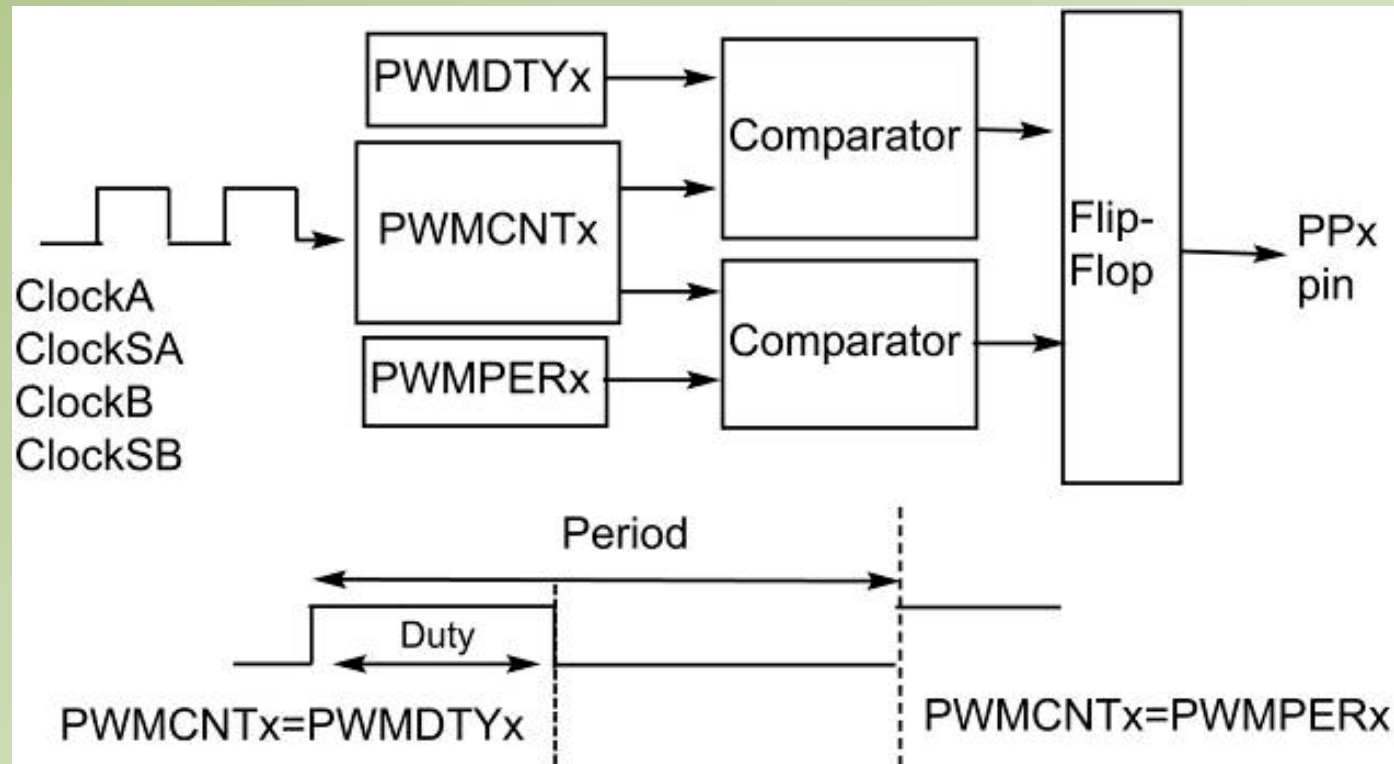 PWMDTYx
Comparator
PWMCNTx
Flip-
Flop
PPx
pin
ClockA
ClockSA
ClockB
ClockSB
PWMPERx
Comparator
Period
Duty
PWMCNTx=PWMDTYx
PWMCNTx=PWMPERx